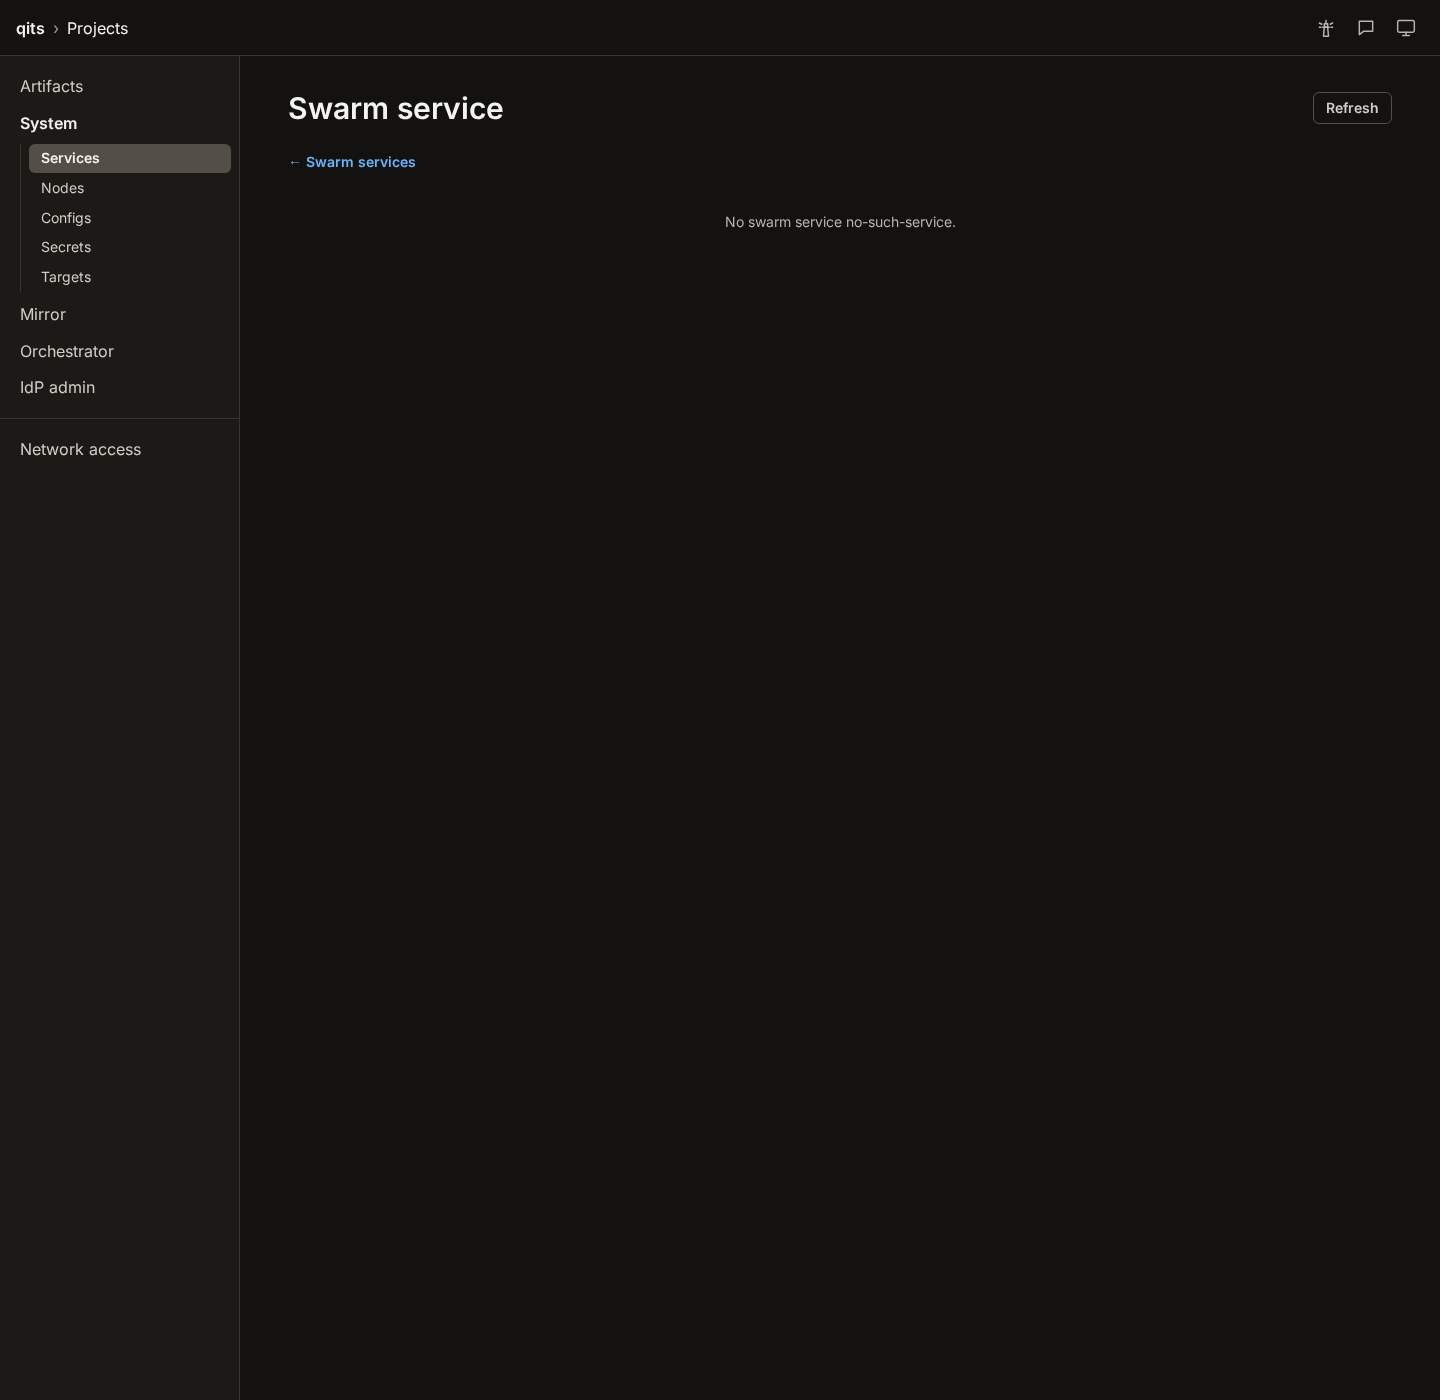 qits › Projects
Artifacts
System
Services
Nodes
Configs
Secrets
Targets
Mirror
Orchestrator
IdP admin
Network access
Swarm service
Refresh
← Swarm services
No swarm service no-such-service.